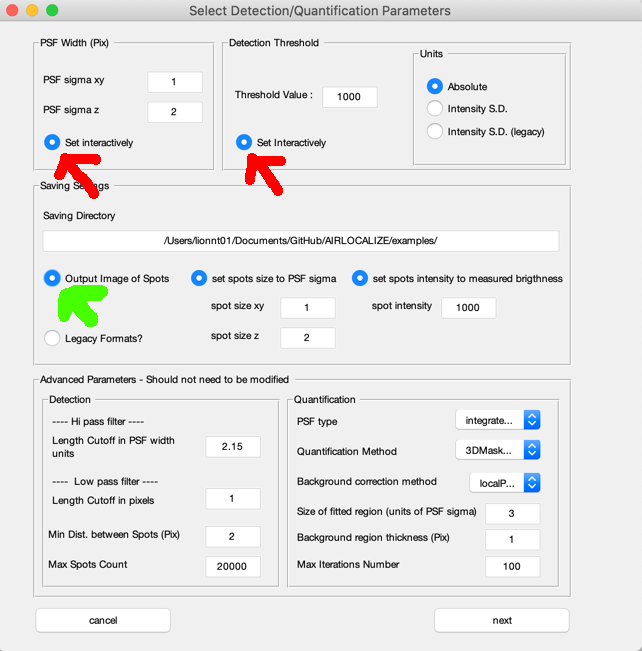 Select Detection/Quantification Parameters
PSF Width (Pix)
PSF sigma xy 1
PSF sigma z 2
Set interactively
Detection Threshold
Threshold Value : 1000
Set Interactively
Units
Absolute
Intensity S.D.
Intensity S.D. (legacy)
Saving Settings
Saving Directory
/Users/lionnt01/Documents/GitHub/AIRLOCALIZE/examples/
Output Image of Spots set spots size to PSF sigma set spots intensity to measured brigthness
spot size xy 1 spot intensity 1000
spot size z 2
Legacy Formats?
Advanced Parameters - Should not need to be modified
Detection
---- Hi pass filter ----
Length Cutoff in PSF width
units 2.15
---- Low pass filter ----
Length Cutoff in pixels 1
Min Dist. between Spots (Pix) 2
Max Spots Count 20000
Quantification
PSF type integrate...
Quantification Method 3DMask...
Background correction method localP...
Size of fitted region (units of PSF sigma) 3
Background region thickness (Pix) 1
Max Iterations Number 100
cancel next